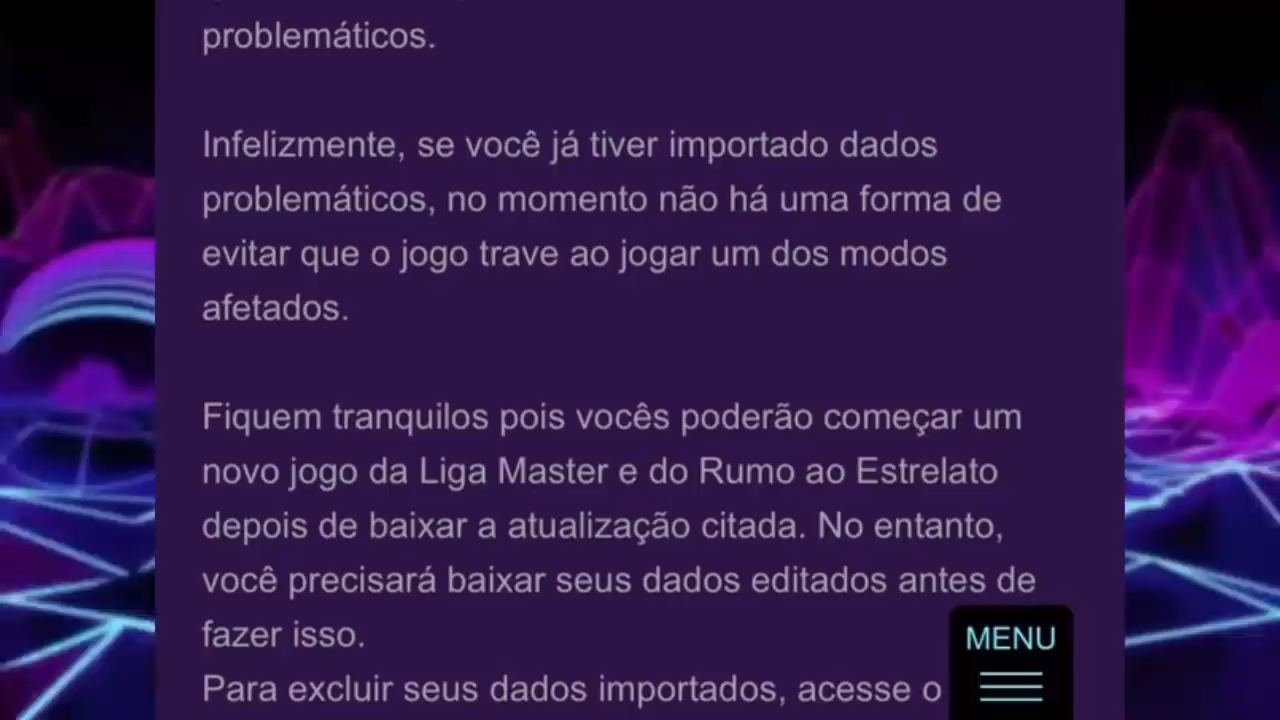 problemáticos.
Infelizmente, se você já tiver importado dados
problemáticos, no momento não há uma forma de
evitar que o jogo trave ao jogar um dos modos
afetados.
Fiquem tranquilos pois vocês poderão começar um
novo jogo da Liga Master e do Rumo ao Estrelato
depois de baixar a atualização citada. No entanto,
você precisará baixar seus dados editados antes de
fazer isso.
Para excluir seus dados importados, acesse o
MENU